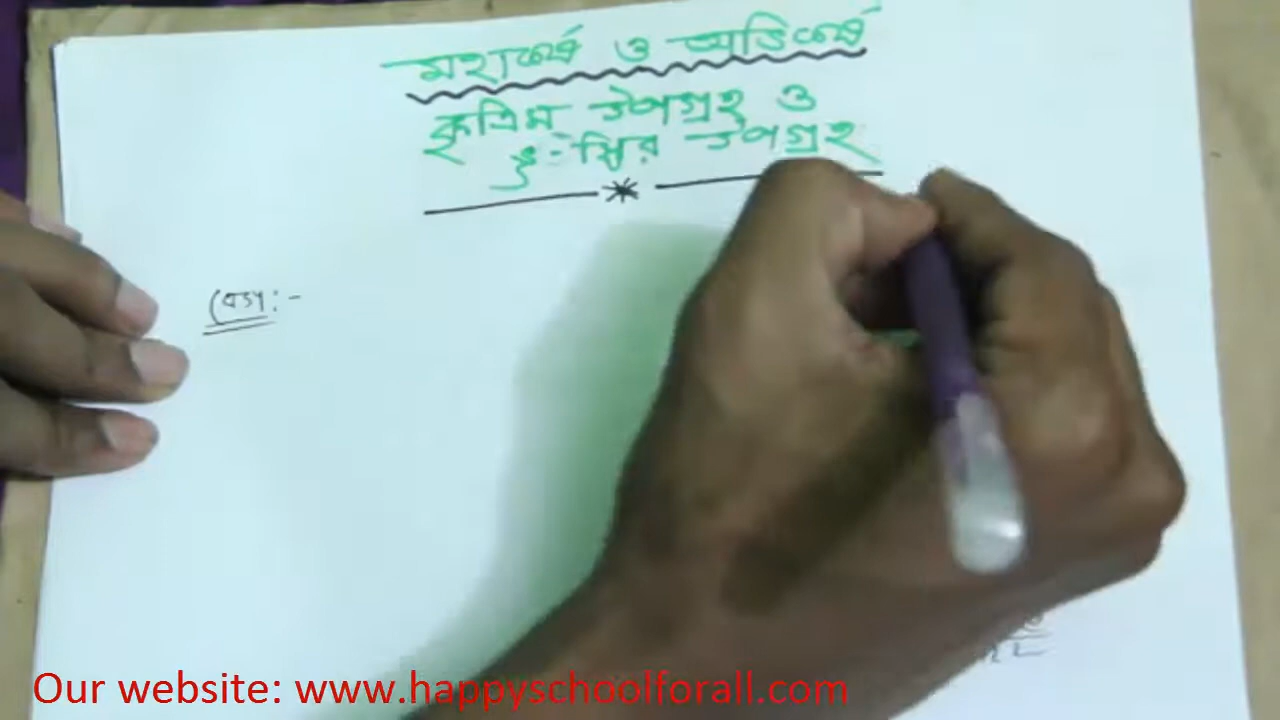 মহাকর্ষ ও অভিকর্ষ
কৃত্রিম উপগ্রহ ও
ভূ-স্থির উপগ্রহ
বেগ:-
Our website: www.happyschoolforall.com